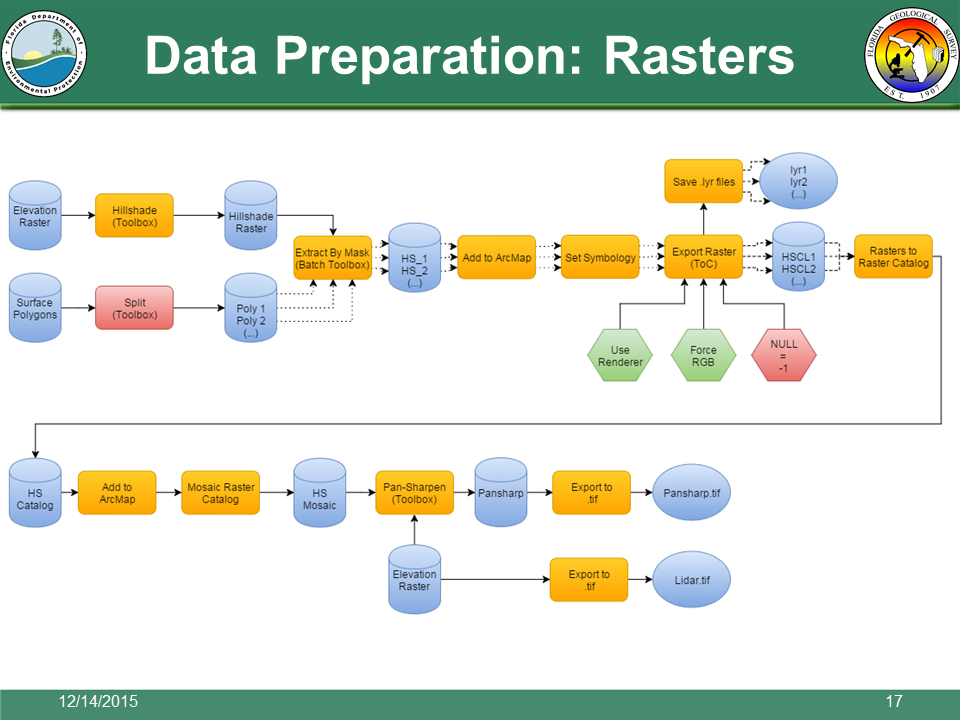 Florida Department of
Environmental Protection
Data Preparation: Rasters
FLORIDA GEOLOGICAL SURVEY
EST. 1907
Elevation
Raster
Hillshade
(Toolbox)
Hillshade
Raster
Surface
Polygons
Split
(Toolbox)
Poly 1
Poly 2
(...)
Extract By Mask
(Batch Toolbox)
HS_1
HS_2
(...)
Add to ArcMap
Set Symbology
Export Raster
(ToC)
Save .lyr files
lyr1
lyr2
(...)
HSCL1
HSCL2
(...)
Rasters to
Raster Catalog
Use
Renderer
Force
RGB
NULL
=
-1
HS
Catalog
Add to
ArcMap
Mosaic Raster
Catalog
HS
Mosaic
Pan-Sharpen
(Toolbox)
Pansharp
Export to
.tif
Pansharp.tif
Elevation
Raster
Export to
.tif
Lidar.tif
12/14/2015
17